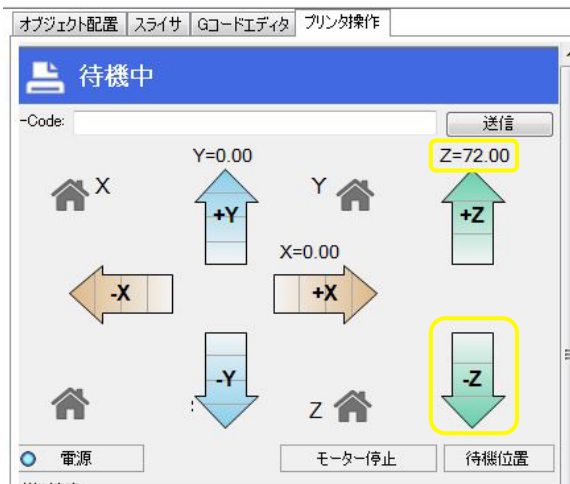 オブジェクト配置 スライサ Gコードエディタ プリンタ操作
待機中
-Code: 送信
Y=0.00 Z=72.00
X Y
+Y +Z
X=0.00
-X +X
-Y -Z
Z
電源 モーター停止 待機位置